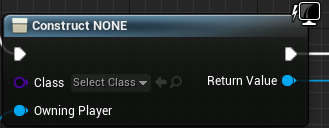 Construct NONE
Class Select Class
Return Value
Owning Player